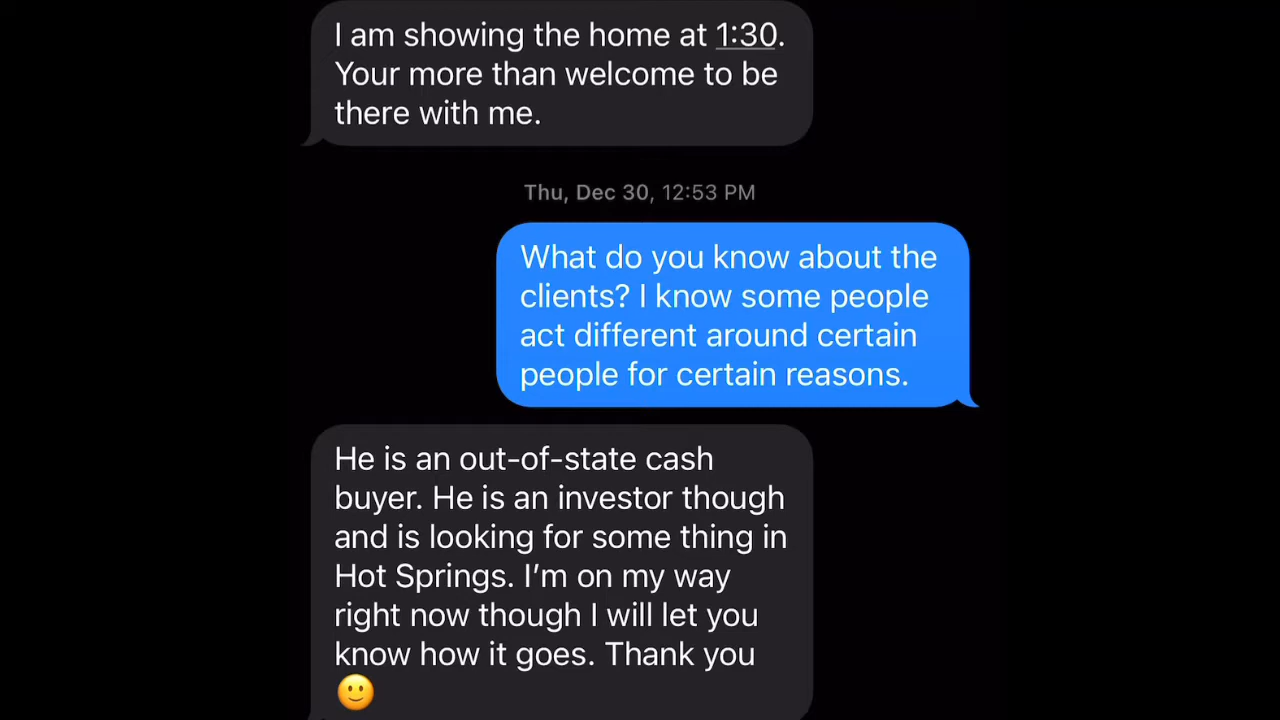 I am showing the home at 1:30.
Your more than welcome to be
there with me.
Thu, Dec 30, 12:53 PM
What do you know about the
clients? I know some people
act different around certain
people for certain reasons.
He is an out-of-state cash
buyer. He is an investor though
and is looking for some thing in
Hot Springs. I’m on my way
right now though I will let you
know how it goes. Thank you
🙂